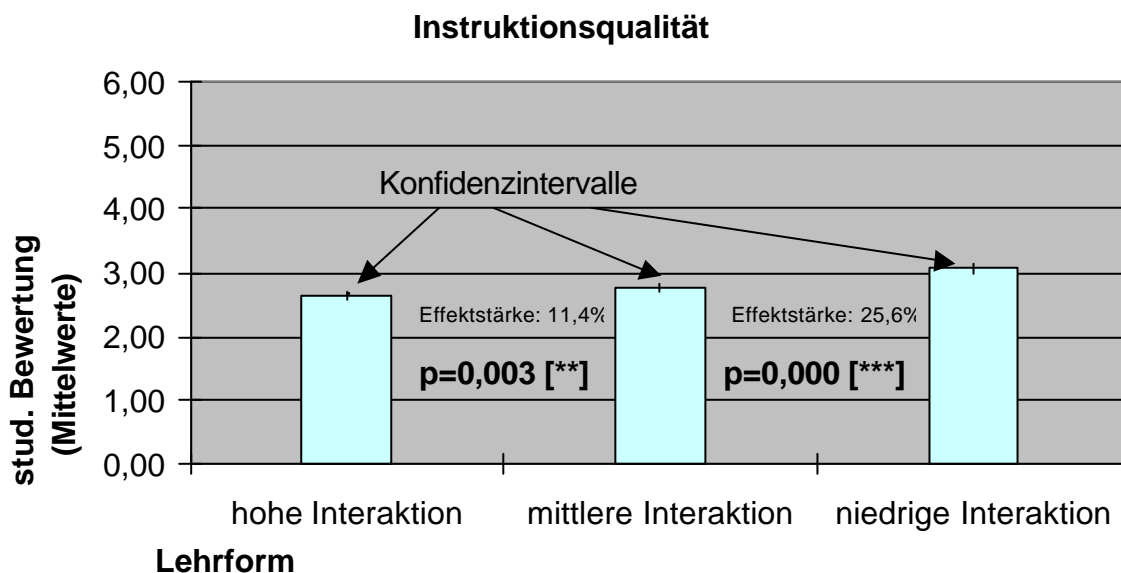 Instruktionsqualität
6,00
5,00
4,00
3,00
2,00
1,00
0,00
stud. Bewertung
(Mittelwerte)
Konfidenzintervalle
Effektstärke: 11,4%
Effektstärke: 25,6%
p=0,003 [**]
p=0,000 [***]
hohe Interaktion
mittlere Interaktion
niedrige Interaktion
Lehrform